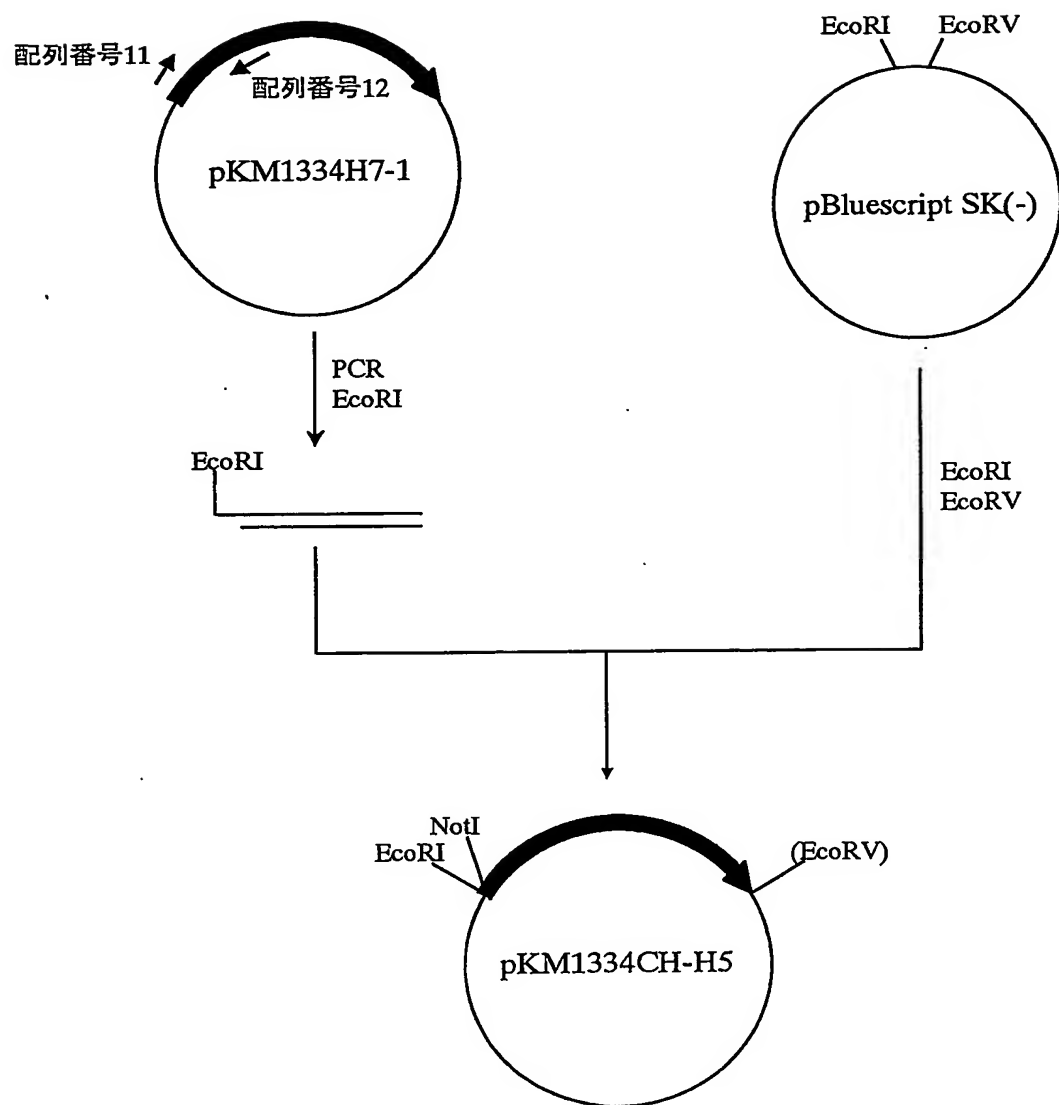 EcoRI
EcoRV
配列番号11
配列番号12
pKM1334H7-1
pBluescript SK(-)
PCR
EcoRI
EcoRI
EcoRI
EcoRV
NotI
EcoRI
(EcoRV)
pKM1334CH-H5